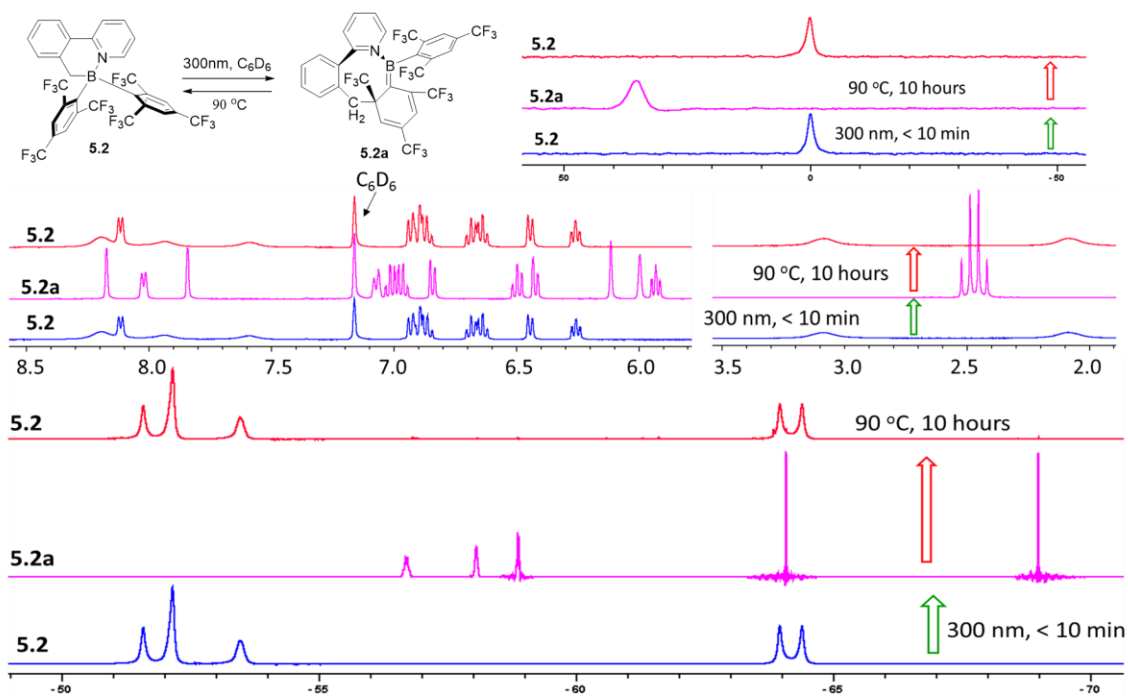 CF₃
N
B
F₃C
CF₃
CF₃
F₃C
CF₃
CF₃
5.2
300nm, C₆D₆
90 °C
N
F₃C
CF₃
B
F₃C
F₃C
CF₃
CH₂
CF₃
5.2a
5.2
5.2a
90 °C, 10 hours
5.2
300 nm, < 10 min
50
0
-50
C₆D₆
5.2
5.2a
90 °C, 10 hours
5.2
300 nm, < 10 min
8.5
8.0
7.5
7.0
6.5
6.0
3.5
3.0
2.5
2.0
5.2
90 °C, 10 hours
5.2a
5.2
300 nm, < 10 min
-50
-55
-60
-65
-70